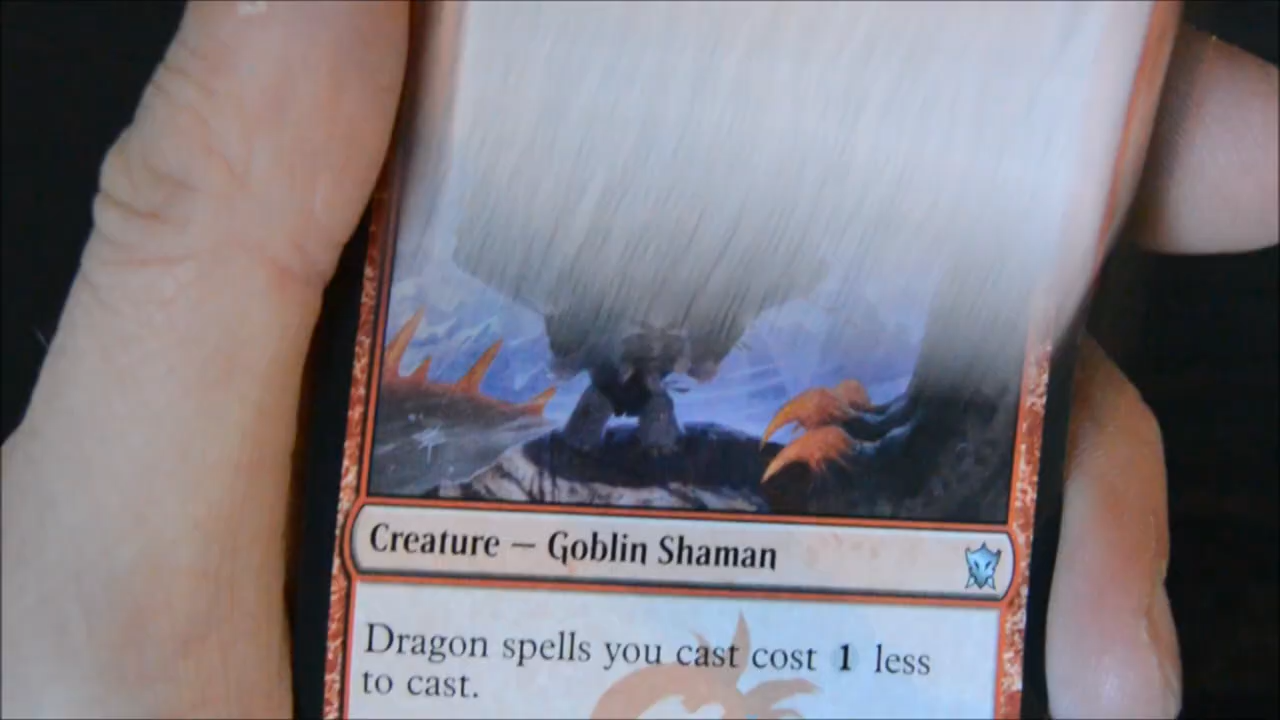 Creature — Goblin Shaman
Dragon spells you cast cost 1 less
to cast.